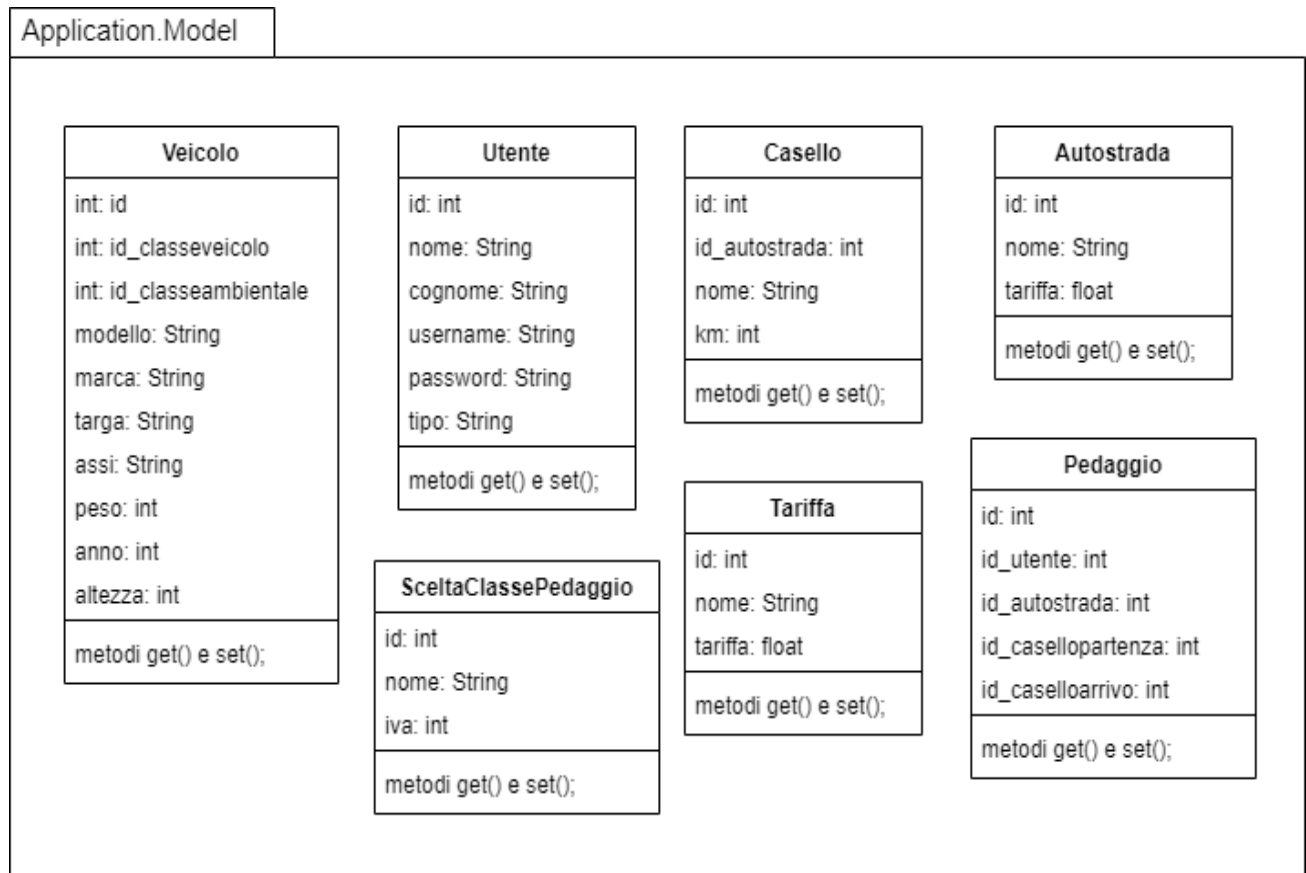 Application.Model
Veicolo
int: id
int: id_classeveicolo
int: id_classeambientale
modello: String
marca: String
targa: String
assi: String
peso: int
anno: int
altezza: int
metodi get() e set();
Utente
id: int
nome: String
cognome: String
username: String
password: String
tipo: String
metodi get() e set();
SceltaClassePedaggio
id: int
nome: String
iva: int
metodi get() e set();
Casello
id: int
id_autostrada: int
nome: String
km: int
metodi get() e set();
Tariffa
id: int
nome: String
tariffa: float
metodi get() e set();
Autostrada
id: int
nome: String
tariffa: float
metodi get() e set();
Pedaggio
id: int
id_utente: int
id_autostrada: int
id_casellopartenza: int
id_caselloarrivo: int
metodi get() e set();